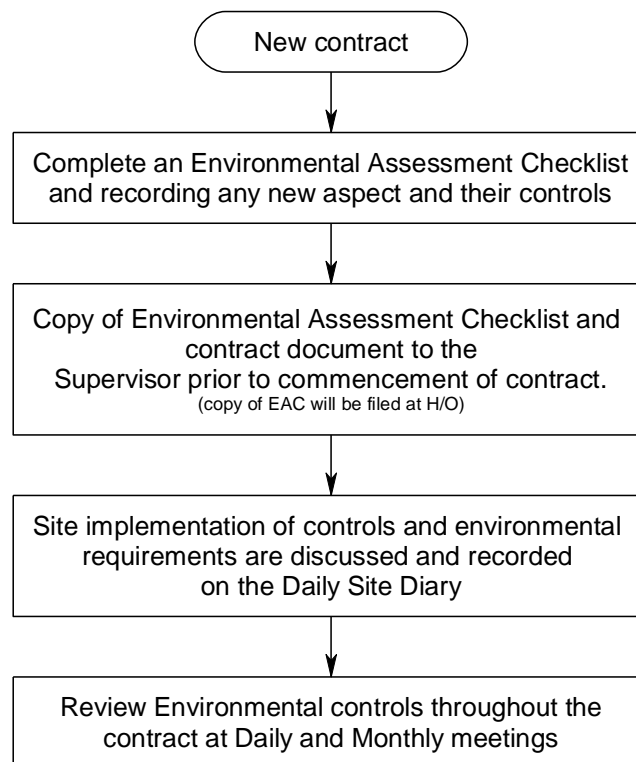 New contract
Complete an Environmental Assessment Checklist
and recording any new aspect and their controls
Copy of Environmental Assessment Checklist and
contract document to the
Supervisor prior to commencement of contract.
(copy of EAC will be filed at H/O)
Site implementation of controls and environmental
requirements are discussed and recorded
on the Daily Site Diary
Review Environmental controls throughout the
contract at Daily and Monthly meetings